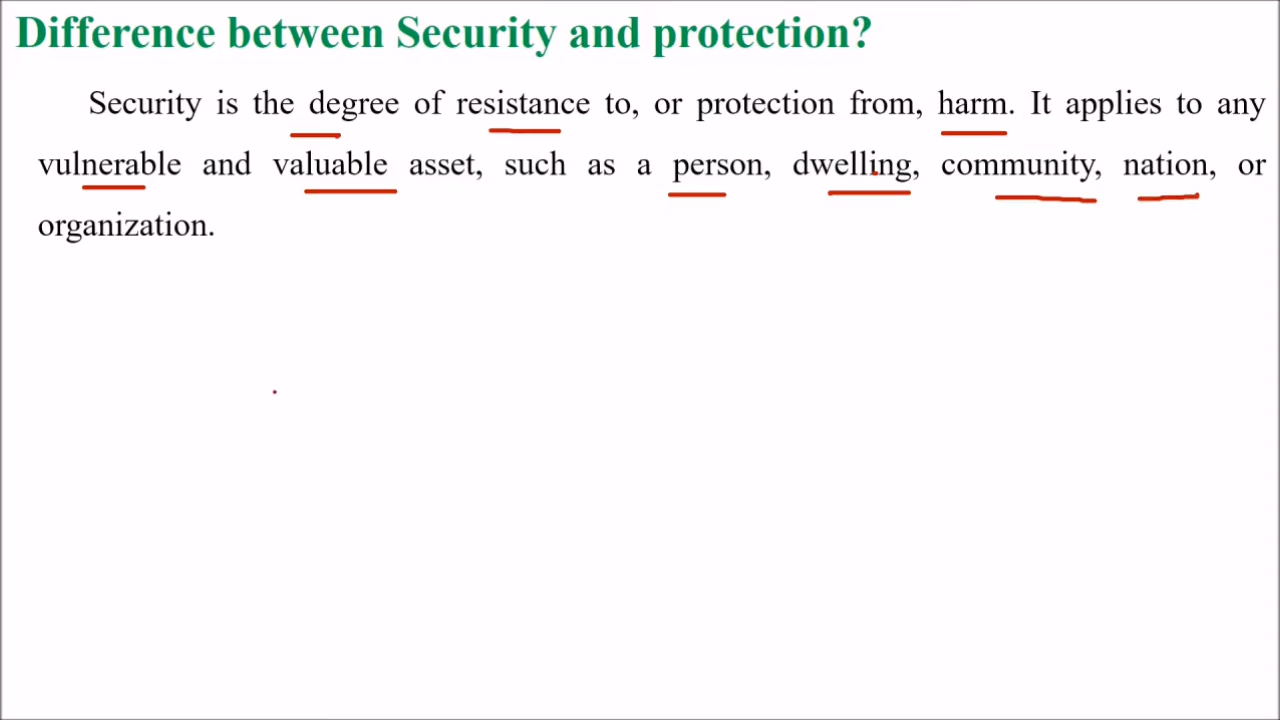 Difference between Security and protection?
Security is the degree of resistance to, or protection from, harm. It applies to any
vulnerable and valuable asset, such as a person, dwelling, community, nation, or
organization.